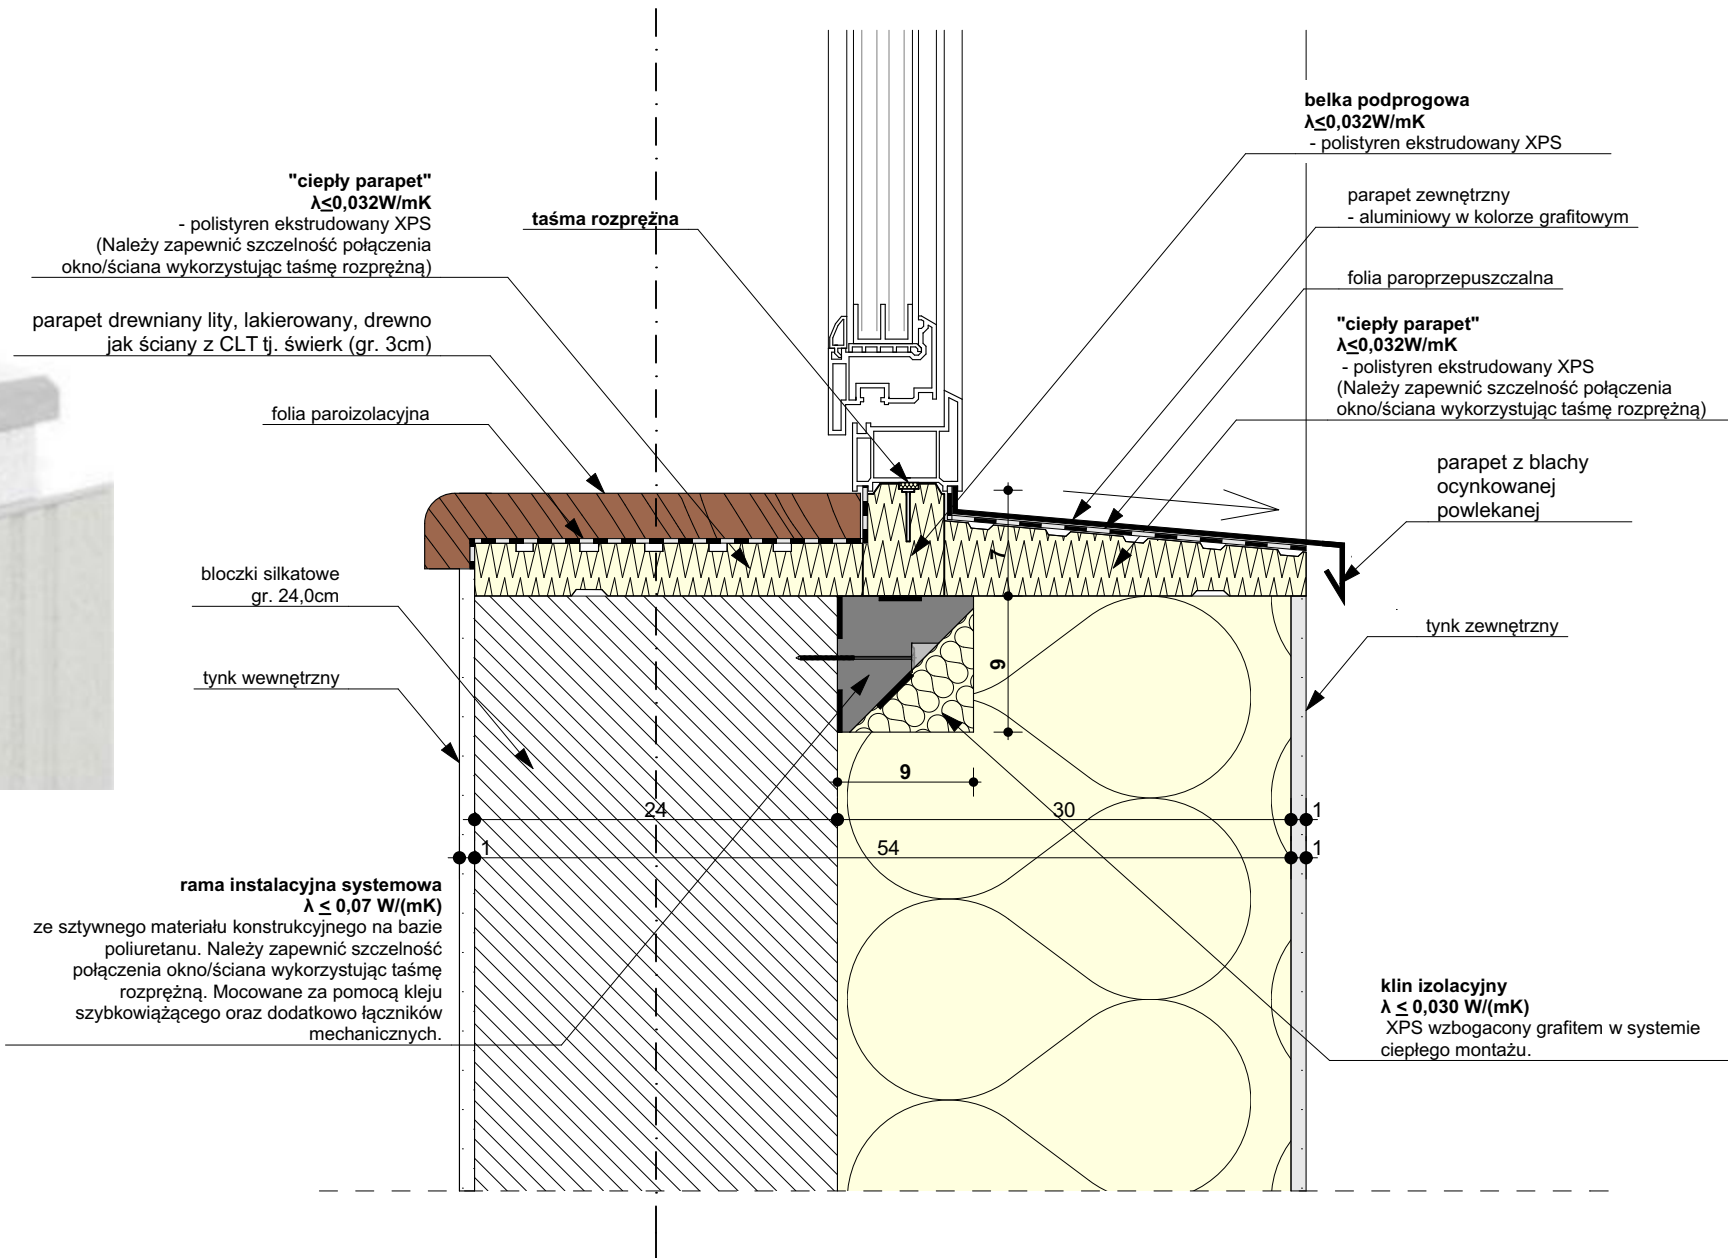 "ciepły parapet"
λ≤0,032W/mK
- polistyren ekstrudowany XPS
(Należy zapewnić szczelność połączenia
okno/ściana wykorzystując taśmę rozprężną)
parapet drewniany lity, lakierowany, drewno
jak ściany z CLT tj. świerk (gr. 3cm)
folia paroizolacyjna
bloczki silkatowe
gr. 24,0cm
tynk wewnętrzny
rama instalacyjna systemowa
λ ≤ 0,07 W/(mK)
ze sztywnego materiału konstrukcyjnego na bazie
poliuretanu. Należy zapewnić szczelność
połączenia okno/ściana wykorzystując taśmę
rozprężną. Mocowane za pomocą kleju
szybkowiążącego oraz dodatkowo łączników
mechanicznych.
taśma rozprężna
7
9
9
24
30
1
1
54
1
belka podprogowa
λ≤0,032W/mK
- polistyren ekstrudowany XPS
parapet zewnętrzny
- aluminiowy w kolorze grafitowym
folia paroprzepuszczalna
"ciepły parapet"
λ≤0,032W/mK
- polistyren ekstrudowany XPS
(Należy zapewnić szczelność połączenia
okno/ściana wykorzystując taśmę rozprężną)
parapet z blachy
ocynkowanej
powlekanej
tynk zewnętrzny
klin izolacyjny
λ ≤ 0,030 W/(mK)
XPS wzbogacony grafitem w systemie
ciepłego montażu.